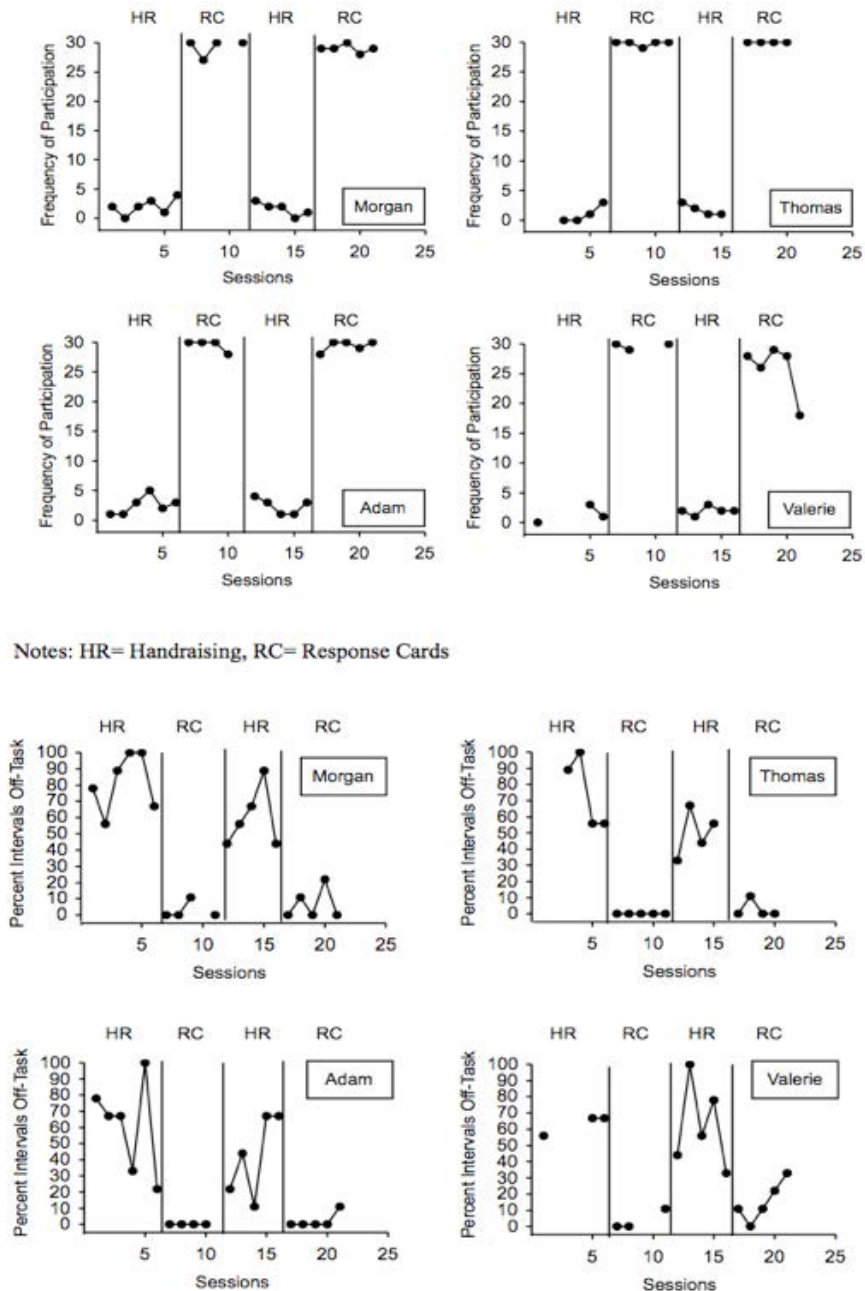 HR RC HR RC
Frequency of Participation
30
25
20
15
10
5
0
Morgan
5 10 15 20 25
Sessions
HR RC HR RC
Frequency of Participation
30
25
20
15
10
5
0
Thomas
5 10 15 20 25
Sessions
HR RC HR RC
Frequency of Participation
30
25
20
15
10
5
0
Adam
5 10 15 20 25
Sessions
HR RC HR RC
Frequency of Participation
30
25
20
15
10
5
0
Valerie
5 10 15 20 25
Sessions
Notes: HR= Handraising, RC= Response Cards
HR RC HR RC
Percent Intervals Off-Task
100
90
80
70
60
50
40
30
20
10
0
Morgan
5 10 15 20 25
Sessions
HR RC HR RC
Percent Intervals Off-Task
100
90
80
70
60
50
40
30
20
10
0
Thomas
5 10 15 20 25
Sessions
HR RC HR RC
Percent Intervals Off-Task
100
90
80
70
60
50
40
30
20
10
0
Adam
5 10 15 20 25
Sessions
HR RC HR RC
Percent Intervals Off-Task
100
90
80
70
60
50
40
30
20
10
0
Valerie
5 10 15 20 25
Sessions